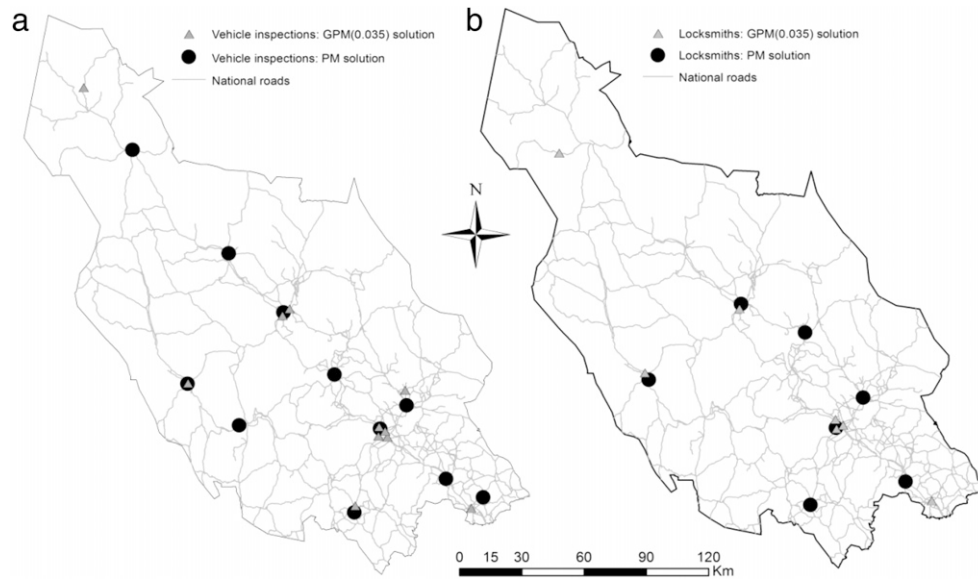 a
Vehicle inspections: GPM(0.035) solution
Vehicle inspections: PM solution
National roads
b
Locksmiths: GPM(0.035) solution
Locksmiths: PM solution
National roads
N
0 15 30 60 90 120
Km